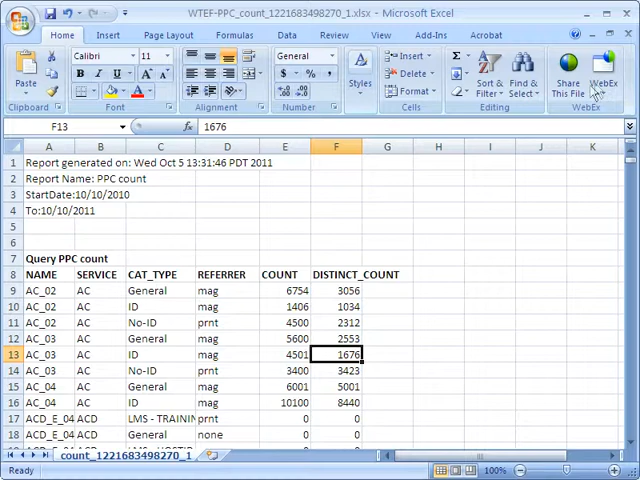 WTEF-PPC_count_1221683498270_1.xlsx - Microsoft Excel
Home Insert Page Layout Formulas Data Review View Add-Ins Acrobat
Paste
Clipboard
Calibri 11
B I U
Font
Alignment
General
$ % ,
Number
Styles
Insert
Delete
Format
Cells
Σ
Sort & Filter
Find & Select
Editing
Share This File
WebEx
WebEx
F13 fx 1676
A B C D E F G H I J K
1 Report generated on: Wed Oct 5 13:31:46 PDT 2011
2 Report Name: PPC count
3 StartDate:10/10/2010
4 To:10/10/2011
5
6
7 Query PPC count
8 NAME SERVICE CAT_TYPE REFERRER COUNT DISTINCT_COUNT
9 AC_02 AC General mag 6754 3056
10 AC_02 AC ID mag 1406 1034
11 AC_02 AC No-ID prnt 4500 2312
12 AC_03 AC General mag 5600 2553
13 AC_03 AC ID mag 4501 1676
14 AC_03 AC No-ID prnt 3400 3423
15 AC_04 AC General mag 6001 5001
16 AC_04 AC ID mag 10100 8440
17 ACD_E_04 ACD LMS - TRAININ prnt 0 0
18 ACD_E_04 ACD General none 0 0
count_1221683498270_1
Ready 100%